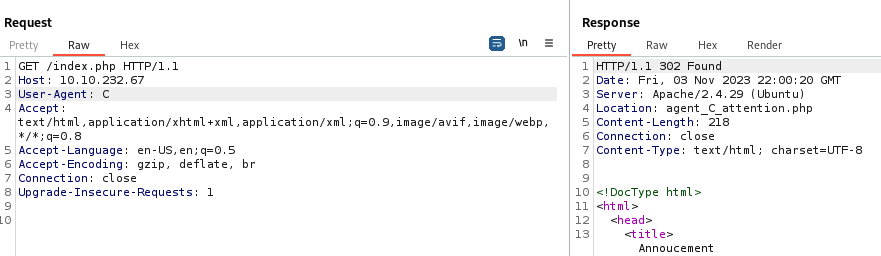 Request
Pretty Raw Hex
\n
1 GET /index.php HTTP/1.1
2 Host: 10.10.232.67
3 User-Agent: C
4 Accept:
text/html,application/xhtml+xml,application/xml;q=0.9,image/avif,image/webp,
*/*;q=0.8
5 Accept-Language: en-US,en;q=0.5
6 Accept-Encoding: gzip, deflate, br
7 Connection: close
8 Upgrade-Insecure-Requests: 1
9
10
Response
Pretty Raw Hex Render
1 HTTP/1.1 302 Found
2 Date: Fri, 03 Nov 2023 22:00:20 GMT
3 Server: Apache/2.4.29 (Ubuntu)
4 Location: agent_C_attention.php
5 Content-Length: 218
6 Connection: close
7 Content-Type: text/html; charset=UTF-8
8
9
10 <!DocType html>
11 <html>
12 <head>
13 <title>
Annoucement